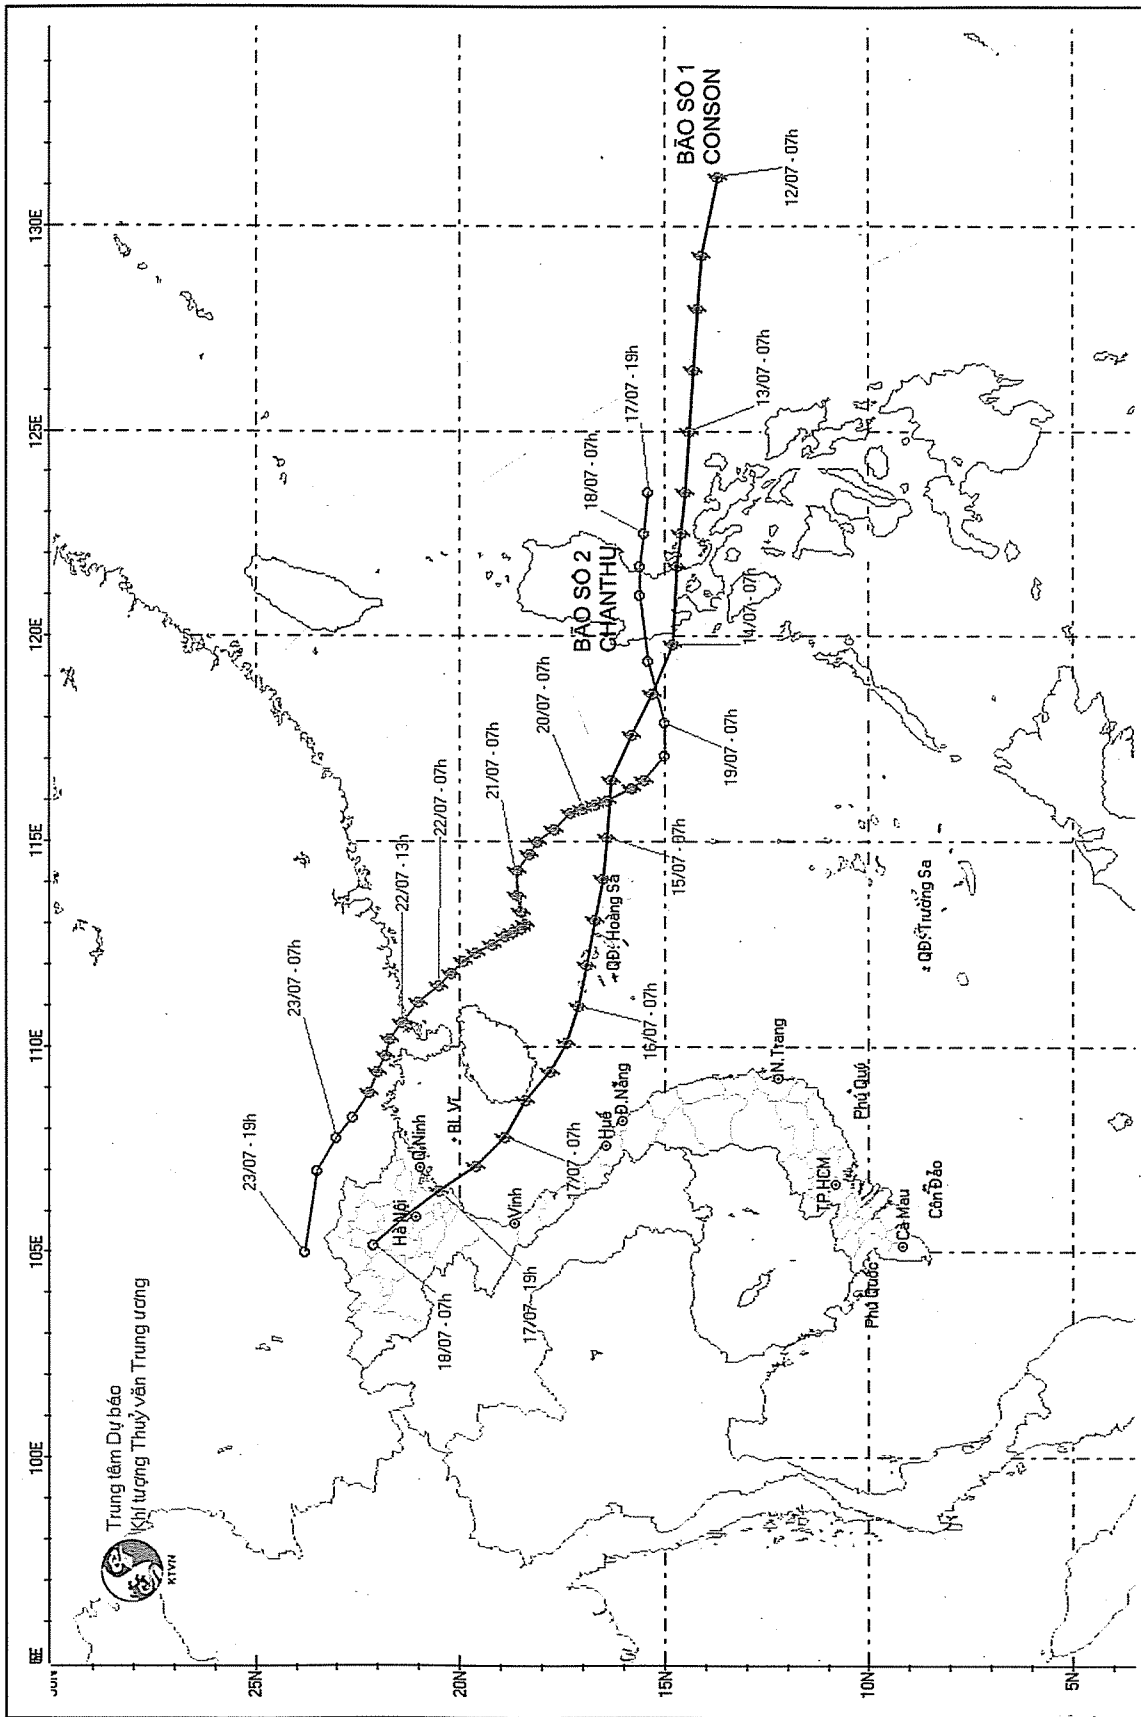 Trung tâm Dự báo
Khí tượng Thuỷ văn Trung ương
KTVN
100E
105E
110E
115E
120E
125E
130E
25N
20N
15N
10N
5N
23/07 - 19h
23/07 - 07h
22/07 - 13h
22/07 - 07h
21/07 - 07h
20/07 - 07h
BÃO SỐ 2
CHANTHU
18/07 - 07h
17/07 - 19h
BÃO SỐ 1
CONSON
12/07 - 07h
13/07 - 07h
14/07 - 07h
19/07 - 07h
15/07 - 07h
16/07 - 07h
17/07 - 07h
17/07 - 19h
18/07 - 07h
Hà Nội
Q.Ninh
BLVĩ
Vinh
Huế
Đ.Nẵng
QĐ. Hoàng Sa
N.Trang
Phú Quý
TP.HCM
Cà Mau
Côn Đảo
Phú Quốc
QĐ. Trường Sa